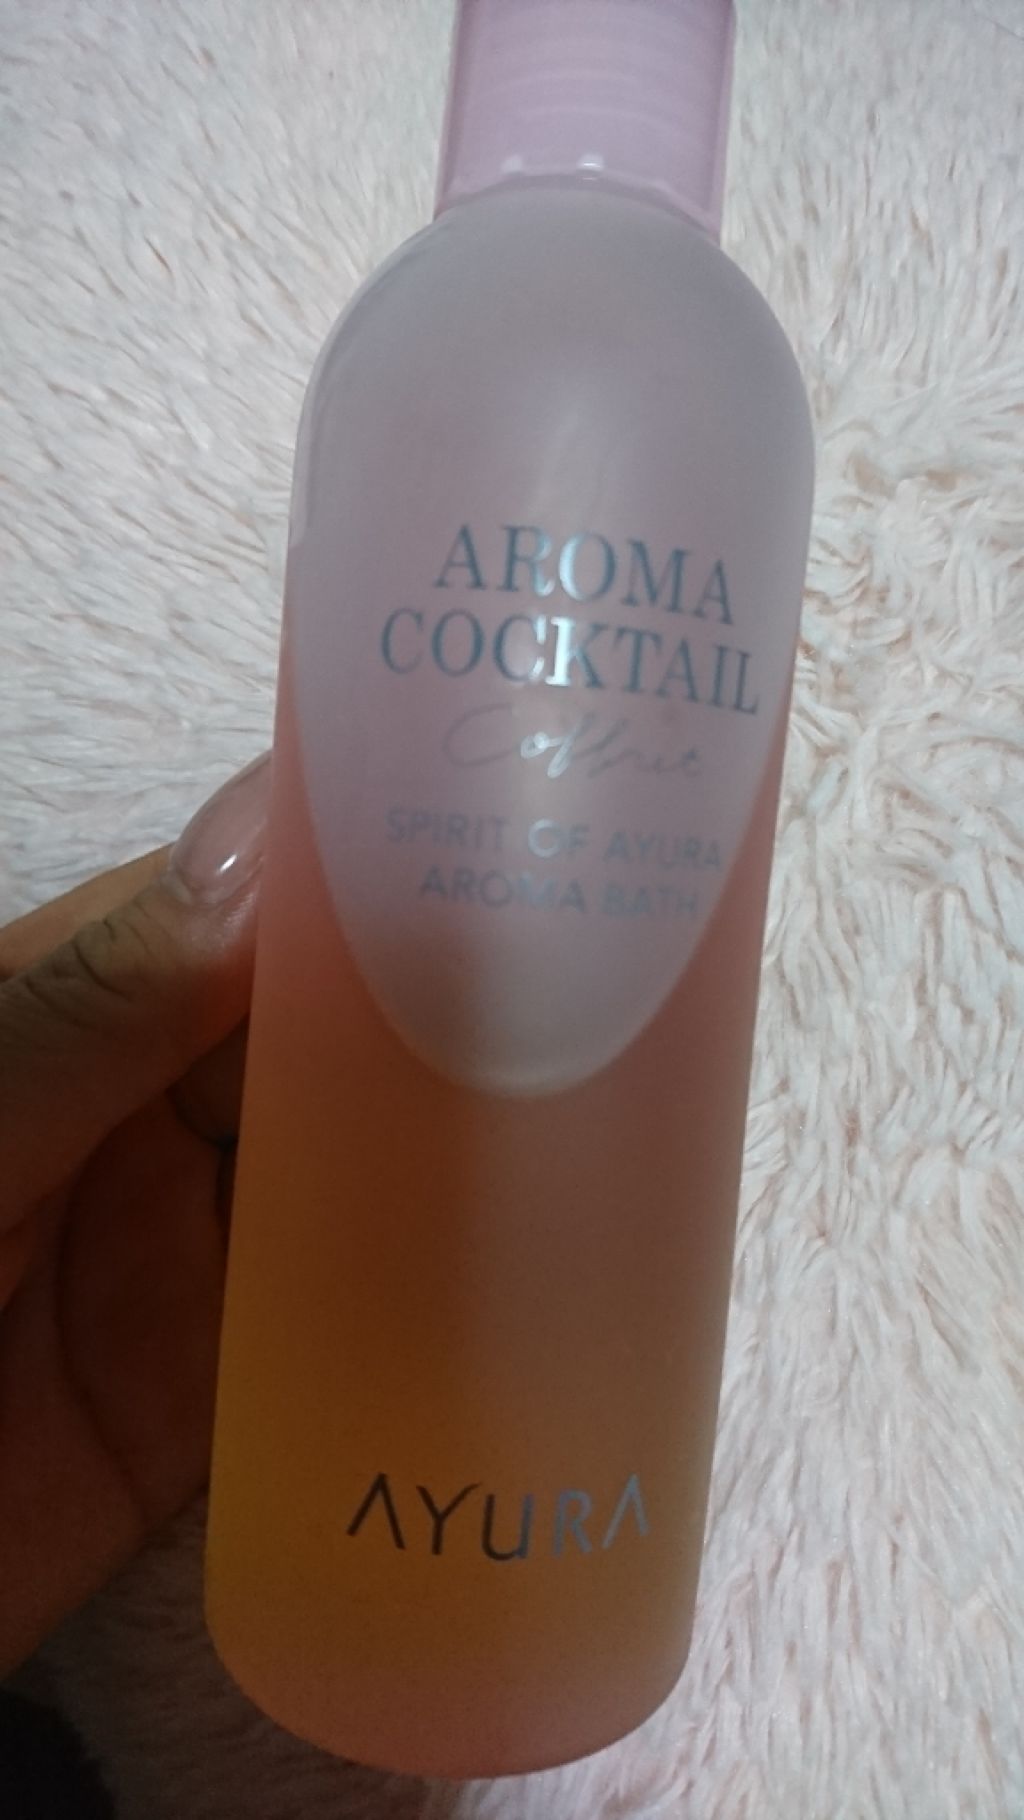 AROMA
COCKTAIL
Coffret
SPIRIT OF AYURA
AROMA BATH
AYURA